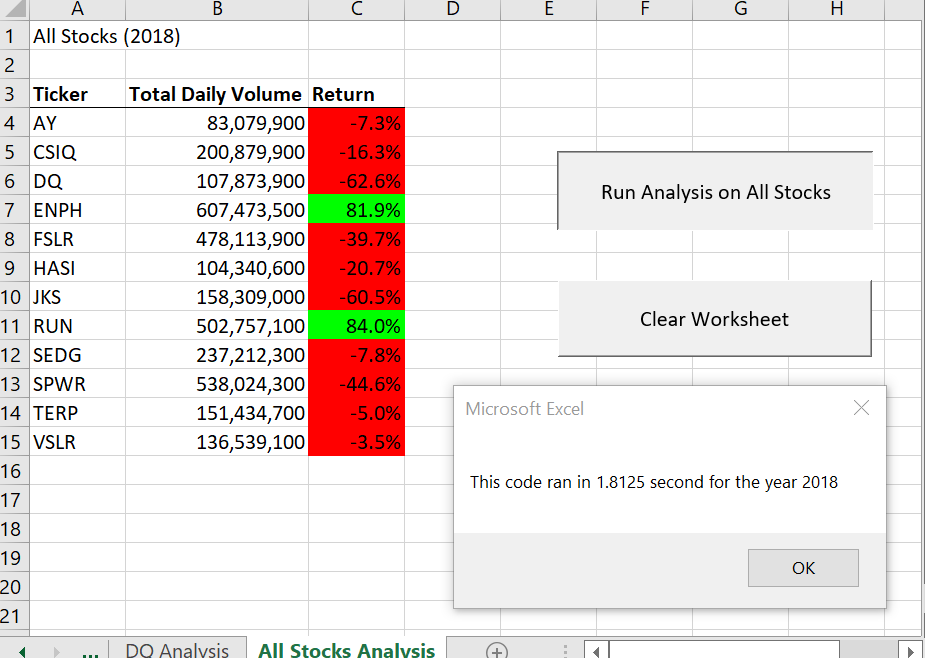 A B C D E F G H
1 All Stocks (2018)
2
3 Ticker Total Daily Volume Return
4 AY 83,079,900 -7.3%
5 CSIQ 200,879,900 -16.3%
6 DQ 107,873,900 -62.6%
7 ENPH 607,473,500 81.9%
8 FSLR 478,113,900 -39.7%
9 HASI 104,340,600 -20.7%
10 JKS 158,309,000 -60.5%
11 RUN 502,757,100 84.0%
12 SEDG 237,212,300 -7.8%
13 SPWR 538,024,300 -44.6%
14 TERP 151,434,700 -5.0%
15 VSLR 136,539,100 -3.5%
16
17
18
19
20
21
Run Analysis on All Stocks
Clear Worksheet
Microsoft Excel
This code ran in 1.8125 second for the year 2018
OK
... DQ Analysis All Stocks Analysis